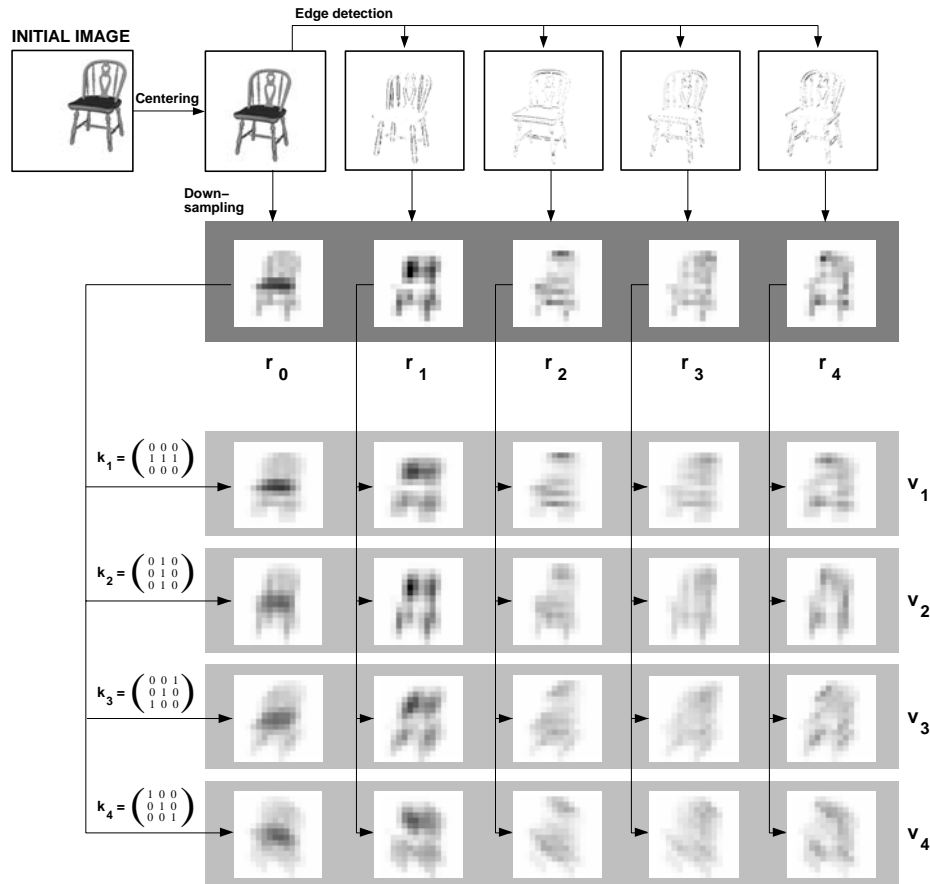 Edge detection
INITIAL IMAGE
Centering
Down–
sampling
r 0 r 1 r 2 r 3 r 4
k 1 = ( 0 0 0
1 1 1
0 0 0 )
v 1
k 2 = ( 0 1 0
0 1 0
0 1 0 )
v 2
k 3 = ( 0 0 1
0 1 0
1 0 0 )
v 3
k 4 = ( 1 0 0
0 1 0
0 0 1 )
v 4